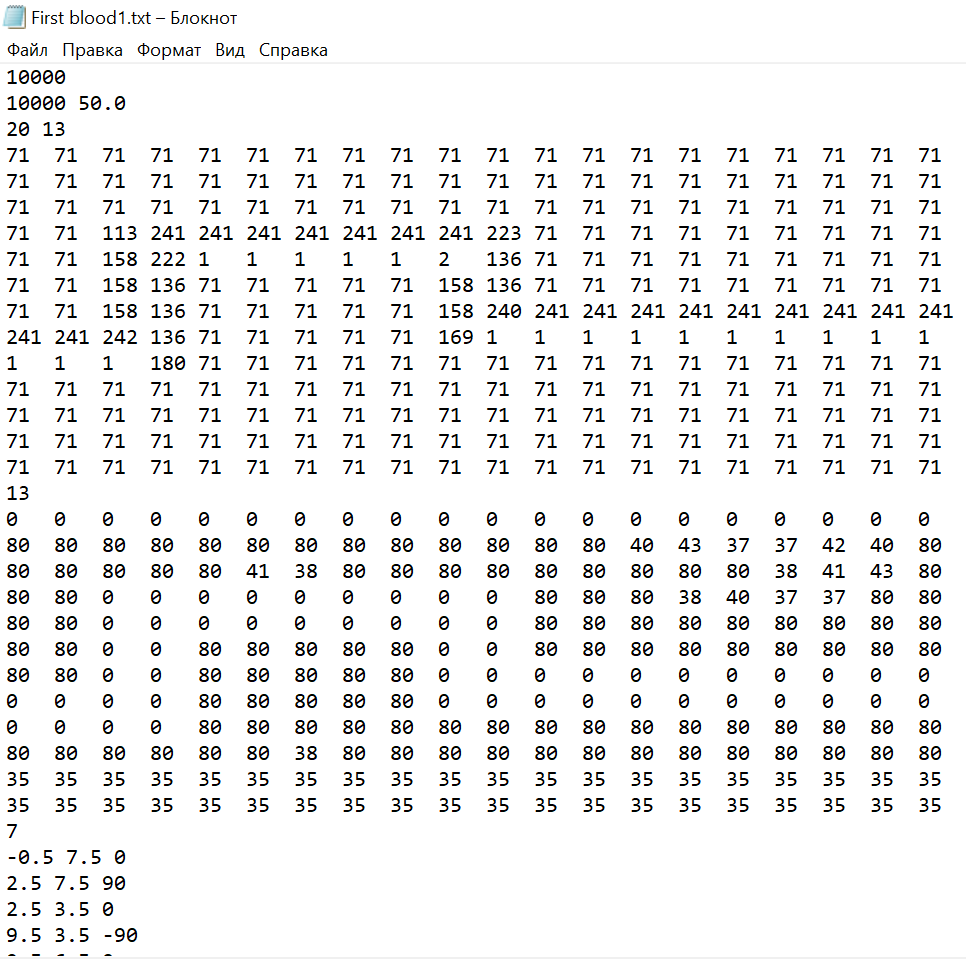 First blood1.txt – Блокнот
Файл Правка Формат Вид Справка
10000
10000 50.0
20 13
71 71 71 71 71 71 71 71 71 71 71 71 71 71 71 71 71 71 71 71
71 71 71 71 71 71 71 71 71 71 71 71 71 71 71 71 71 71 71 71
71 71 71 71 71 71 71 71 71 71 71 71 71 71 71 71 71 71 71 71
71 71 113 241 241 241 241 241 241 241 223 71 71 71 71 71 71 71 71 71
71 71 158 222 1 1 1 1 1 2 136 71 71 71 71 71 71 71 71 71
71 71 158 136 71 71 71 71 71 158 136 71 71 71 71 71 71 71 71 71
71 71 158 136 71 71 71 71 71 158 240 241 241 241 241 241 241 241 241 241
241 241 242 136 71 71 71 71 71 169 1 1 1 1 1 1 1 1 1 1
1 1 1 180 71 71 71 71 71 71 71 71 71 71 71 71 71 71 71 71
71 71 71 71 71 71 71 71 71 71 71 71 71 71 71 71 71 71 71 71
71 71 71 71 71 71 71 71 71 71 71 71 71 71 71 71 71 71 71 71
71 71 71 71 71 71 71 71 71 71 71 71 71 71 71 71 71 71 71 71
71 71 71 71 71 71 71 71 71 71 71 71 71 71 71 71 71 71 71 71
13
0 0 0 0 0 0 0 0 0 0 0 0 0 0 0 0 0 0 0 0
80 80 80 80 80 80 80 80 80 80 80 80 80 40 43 37 37 42 40 80
80 80 80 80 80 41 38 80 80 80 80 80 80 80 80 80 38 41 43 80
80 80 0 0 0 0 0 0 0 0 0 80 80 80 38 40 37 37 80 80
80 80 0 0 0 0 0 0 0 0 0 80 80 80 80 80 80 80 80 80
80 80 0 0 80 80 80 80 80 0 0 80 80 80 80 80 80 80 80 80
80 80 0 0 80 80 80 80 80 0 0 0 0 0 0 0 0 0 0 0
0 0 0 0 80 80 80 80 80 0 0 0 0 0 0 0 0 0 0 0
0 0 0 0 80 80 80 80 80 80 80 80 80 80 80 80 80 80 80 80
80 80 80 80 80 80 38 80 80 80 80 80 80 80 80 80 80 80 80 80
35 35 35 35 35 35 35 35 35 35 35 35 35 35 35 35 35 35 35 35
35 35 35 35 35 35 35 35 35 35 35 35 35 35 35 35 35 35 35 35
7
-0.5 7.5 0
2.5 7.5 90
2.5 3.5 0
9.5 3.5 -90